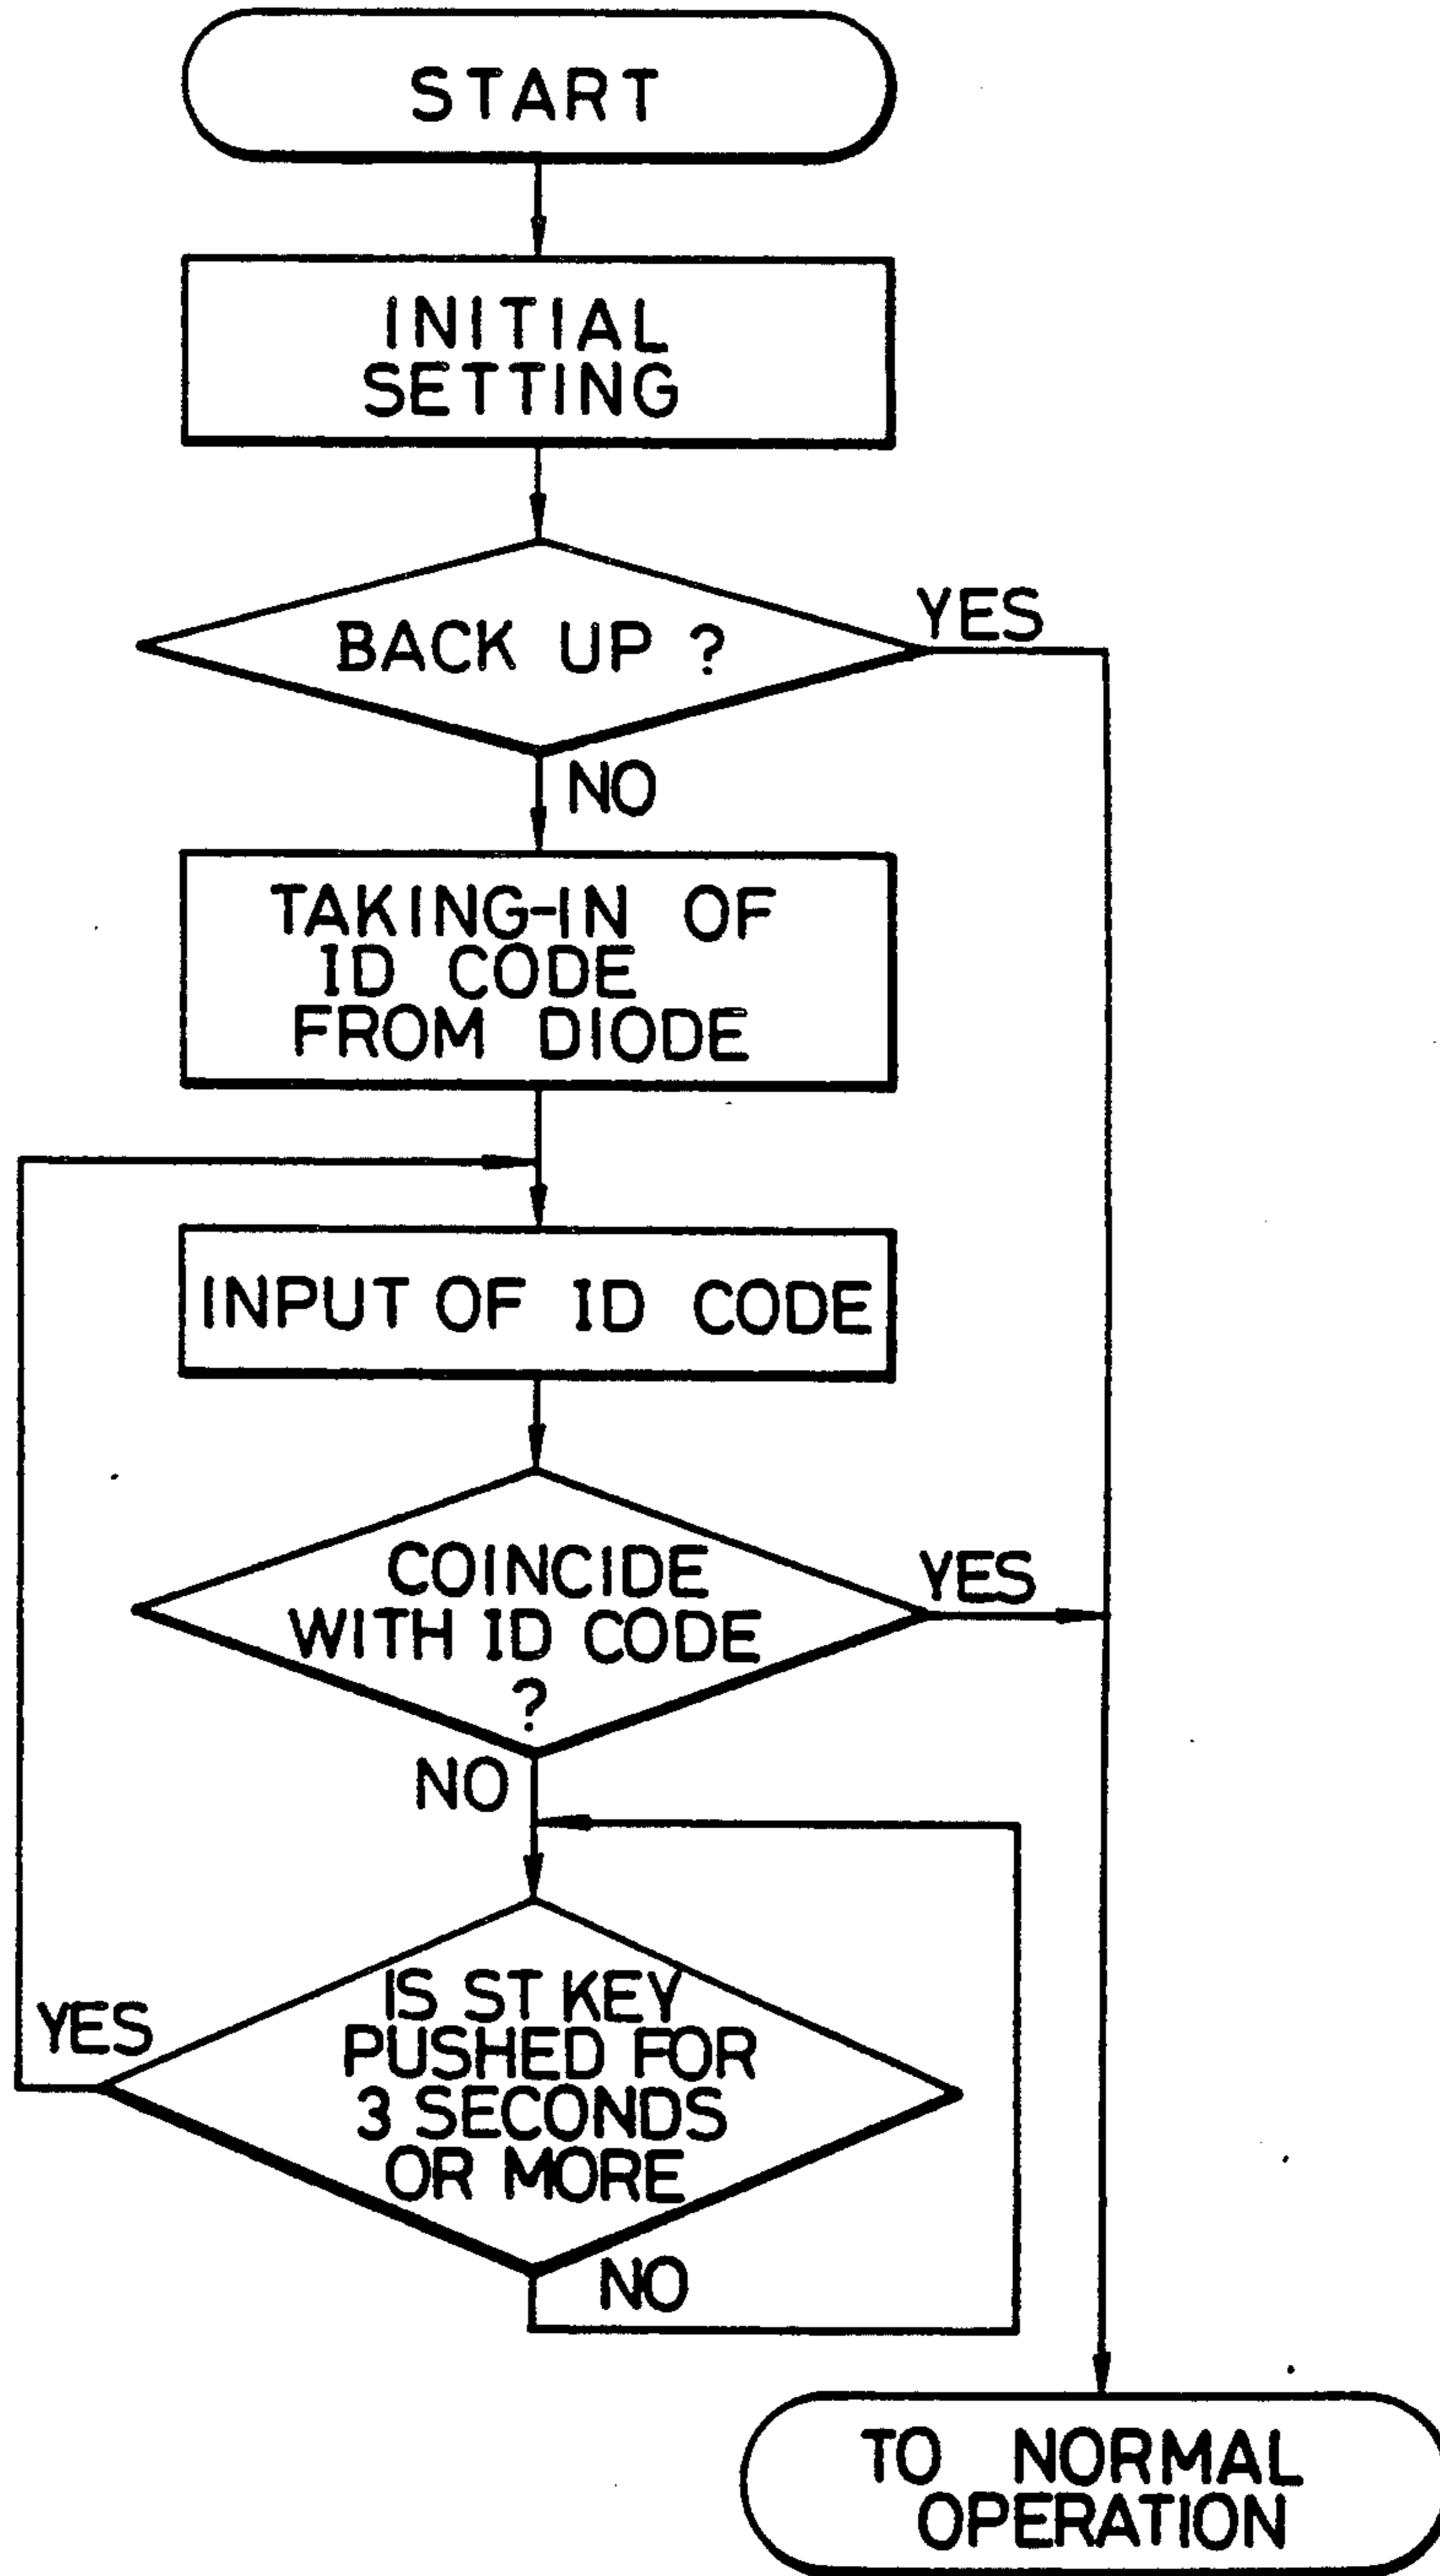 START
INITIAL
SETTING
BACK UP ?
YES
NO
TAKING-IN OF
ID CODE
FROM DIODE
INPUT OF ID CODE
COINCIDE
WITH ID CODE
?
YES
NO
IS ST KEY
PUSHED FOR
3 SECONDS
OR MORE
YES
NO
TO NORMAL
OPERATION